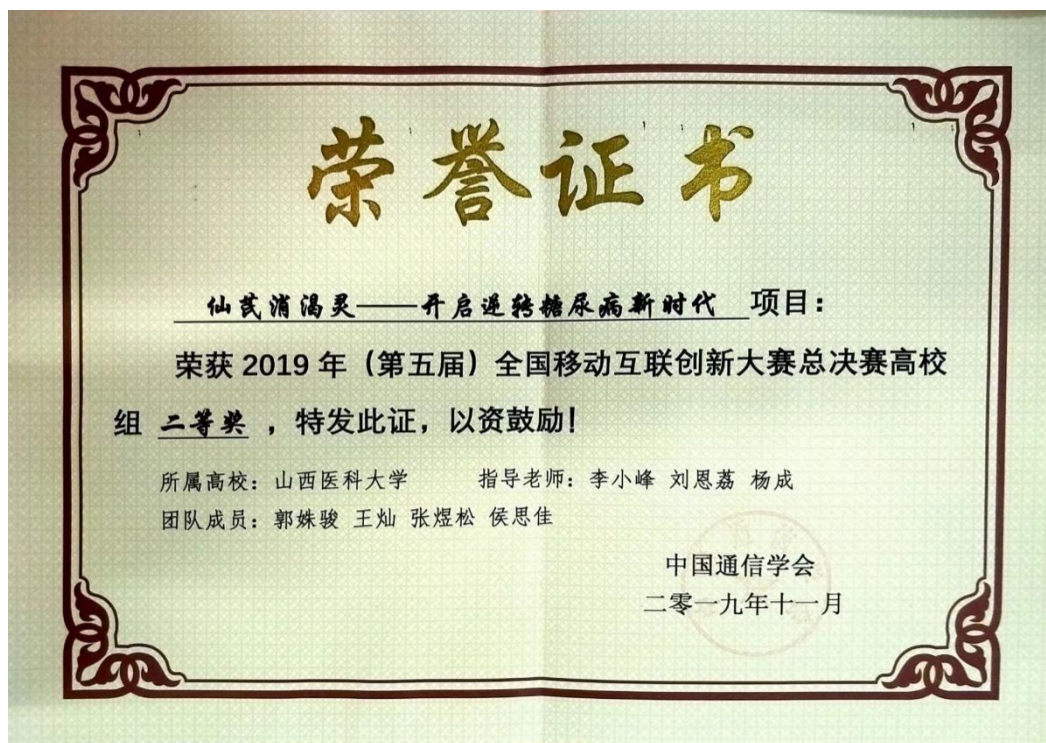 荣誉证书
仙芪消渴灵——开启逆转糖尿病新时代 项目：
荣获 2019 年（第五届）全国移动互联创新大赛总决赛高校
组 二等奖 ，特发此证，以资鼓励！
所属高校：山西医科大学 指导老师：李小峰 刘恩荔 杨成
团队成员：郭姝骏 王灿 张煜松 侯思佳
中国通信学会
二零一九年十一月